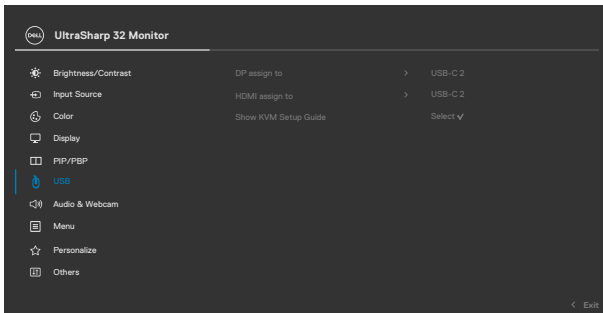 DELL UltraSharp 32 Monitor
Brightness/Contrast DP assign to > USB-C 2
Input Source HDMI assign to > USB-C 2
Color Show KVM Setup Guide Select ✓
Display
PIP/PBP
USB
Audio & Webcam
Menu
Personalize
Others
< Exit